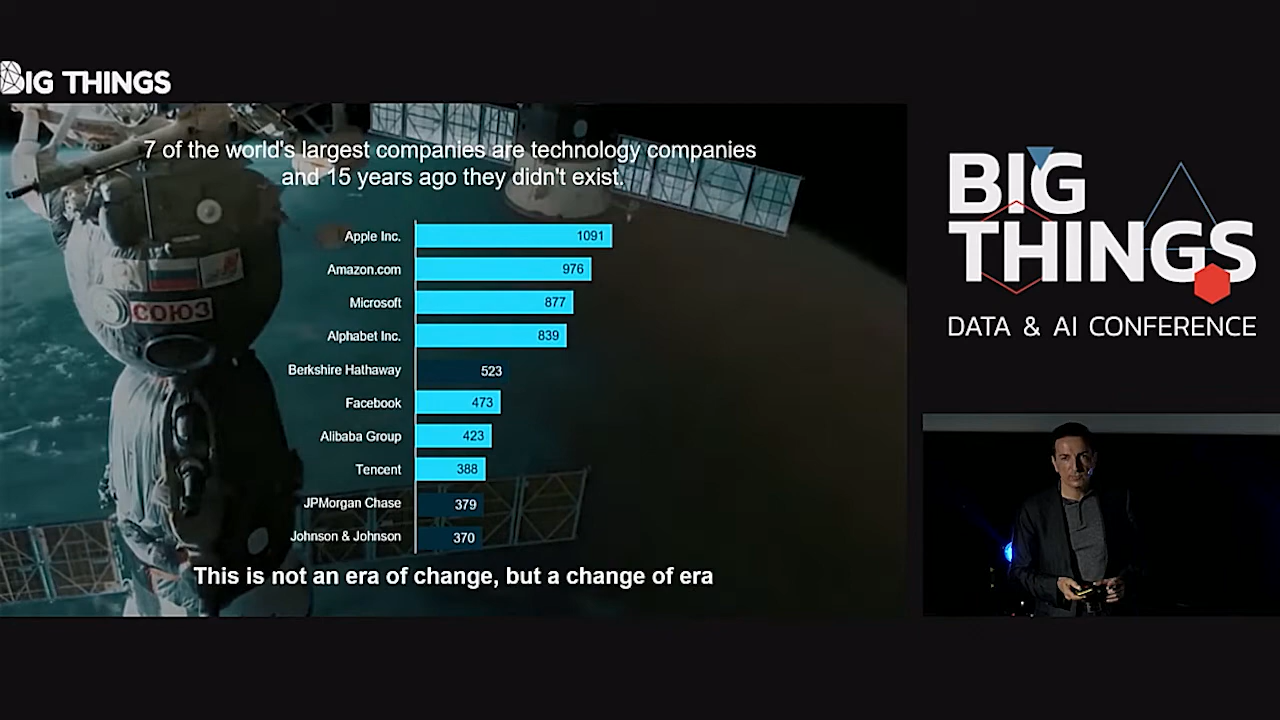 BIG THINGS
7 of the world's largest companies are technology companies
and 15 years ago they didn't exist.
Apple Inc. 1091
Amazon.com 976
Microsoft 877
Alphabet Inc. 839
Berkshire Hathaway 523
Facebook 473
Alibaba Group 423
Tencent 388
JPMorgan Chase 379
Johnson & Johnson 370
This is not an era of change, but a change of era
СОЮЗ
BIG
THINGS
DATA & AI CONFERENCE